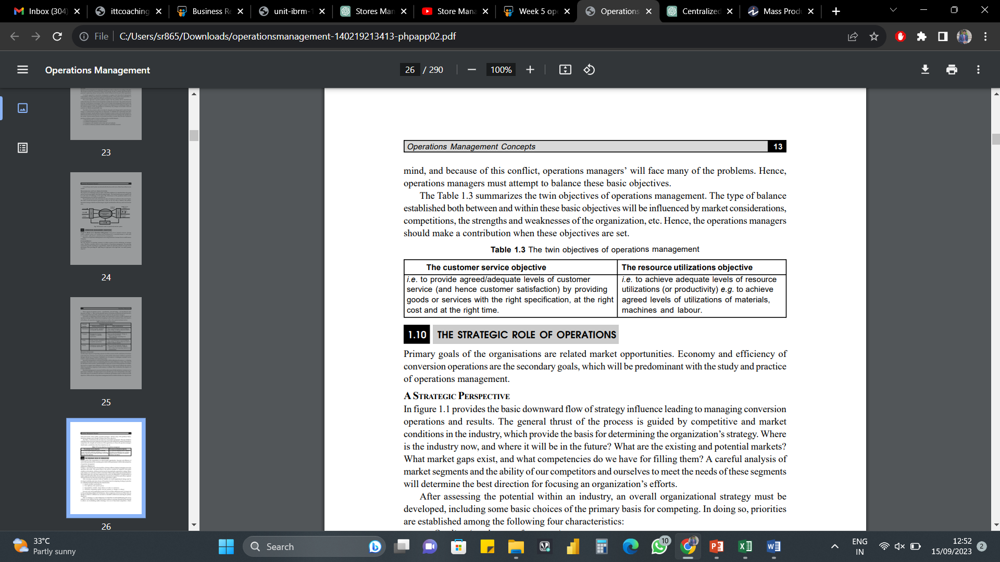 Inbox (304)
ittcoaching
Business Re
unit-ibrm-1
Stores Man
Store Mana
Week 5 ope
Operations
Centralized
Mass Prod
File
C:/Users/sr865/Downloads/operationsmanagement-140219213413-phpapp02.pdf
Operations Management
26 / 290
100%
23
24
25
26
Operations Management Concepts 13
mind, and because of this conflict, operations managers’ will face many of the problems. Hence,
operations managers must attempt to balance these basic objectives.
The Table 1.3 summarizes the twin objectives of operations management. The type of balance
established both between and within these basic objectives will be influenced by market considerations,
competitions, the strengths and weaknesses of the organization, etc. Hence, the operations managers
should make a contribution when these objectives are set.
Table 1.3 The twin objectives of operations management
The customer service objective
i.e. to provide agreed/adequate levels of customer
service (and hence customer satisfaction) by providing
goods or services with the right specification, at the right
cost and at the right time.
The resource utilizations objective
i.e. to achieve adequate levels of resource
utilizations (or productivity) e.g. to achieve
agreed levels of utilizations of materials,
machines and labour.
1.10 THE STRATEGIC ROLE OF OPERATIONS
Primary goals of the organisations are related market opportunities. Economy and efficiency of
conversion operations are the secondary goals, which will be predominant with the study and practice
of operations management.
A STRATEGIC PERSPECTIVE
In figure 1.1 provides the basic downward flow of strategy influence leading to managing conversion
operations and results. The general thrust of the process is guided by competitive and market
conditions in the industry, which provide the basis for determining the organization’s strategy. Where
is the industry now, and where it will be in the future? What are the existing and potential markets?
What market gaps exist, and what competencies do we have for filling them? A careful analysis of
market segments and the ability of our competitors and ourselves to meet the needs of these segments
will determine the best direction for focusing an organization’s efforts.
After assessing the potential within an industry, an overall organizational strategy must be
developed, including some basic choices of the primary basis for competing. In doing so, priorities
are established among the following four characteristics:
33°C
Partly sunny
Search
10
ENG
IN
12:52
15/09/2023
2